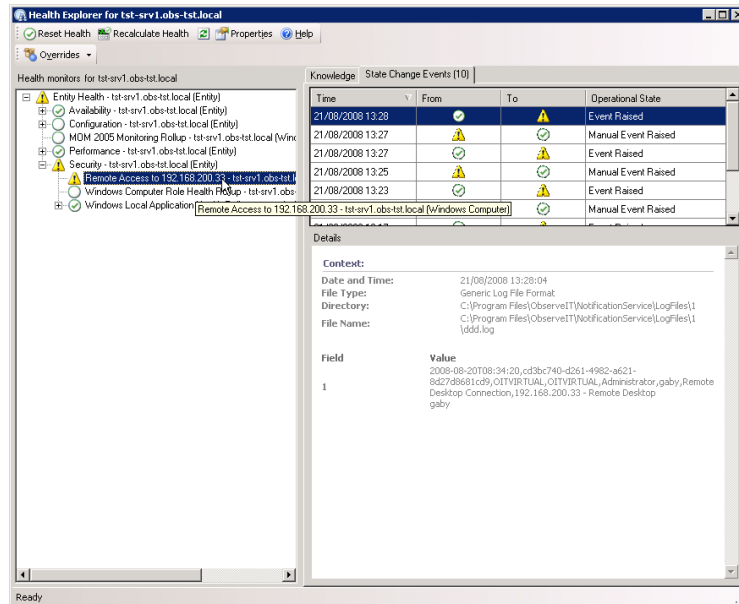 Health Explorer for tst-srv1.obs-tst.local
Reset Health Recalculate Health Properties Help
Overrides
Health monitors for tst-srv1.obs-tst.local
Entity Health - tst-srv1.obs-tst.local (Entity)
Availability - tst-srv1.obs-tst.local (Entity)
Configuration - tst-srv1.obs-tst.local (Entity)
MOM 2005 Monitoring Rollup - tst-srv1.obs-tst.local (Wind
Performance - tst-srv1.obs-tst.local (Entity)
Security - tst-srv1.obs-tst.local (Entity)
Remote Access to 192.168.200.33 - tst-srv1.obs-tst.l
Windows Computer Role Health Rollup - tst-srv1.obs-
Windows Local Application
Remote Access to 192.168.200.33 - tst-srv1.obs-tst.local (Windows Computer)
Knowledge State Change Events (10)
Time From To Operational State
21/08/2008 13:28 Event Raised
21/08/2008 13:27 Manual Event Raised
21/08/2008 13:27 Event Raised
21/08/2008 13:25 Manual Event Raised
21/08/2008 13:23 Event Raised
Manual Event Raised
Details
Context:
Date and Time: 21/08/2008 13:28:04
File Type: Generic Log File Format
Directory: C:\Program Files\ObserveIT\NotificationService\LogFiles\1
File Name: C:\Program Files\ObserveIT\NotificationService\LogFiles\1
\ddd.log
Field Value
1 2008-08-20T08:34:20,cd3bc740-d261-4982-a621-
8d27d8681cd9,OITVIRTUAL,OITVIRTUAL,Administrator,gaby,Remote
Desktop Connection,192.168.200.33 - Remote Desktop
gaby
Ready